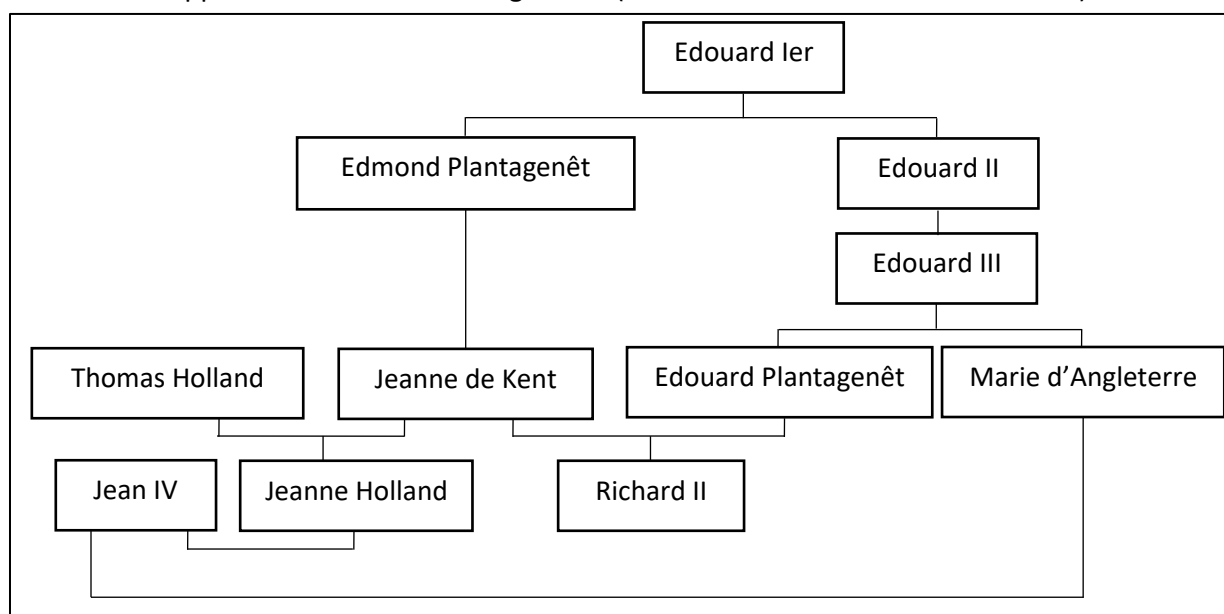 Edouard Ier
Edmond Plantagenêt
Edouard II
Edouard III
Thomas Holland
Jeanne de Kent
Edouard Plantagenêt
Marie d’Angleterre
Jean IV
Jeanne Holland
Richard II